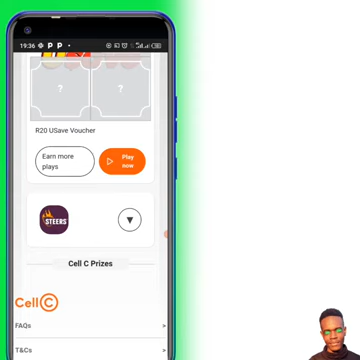 19:36
P P
?
?
R20 USave Voucher
Earn more
plays
Play
now
STEERS
Cell C Prizes
Cell C
FAQs >
T&Cs >